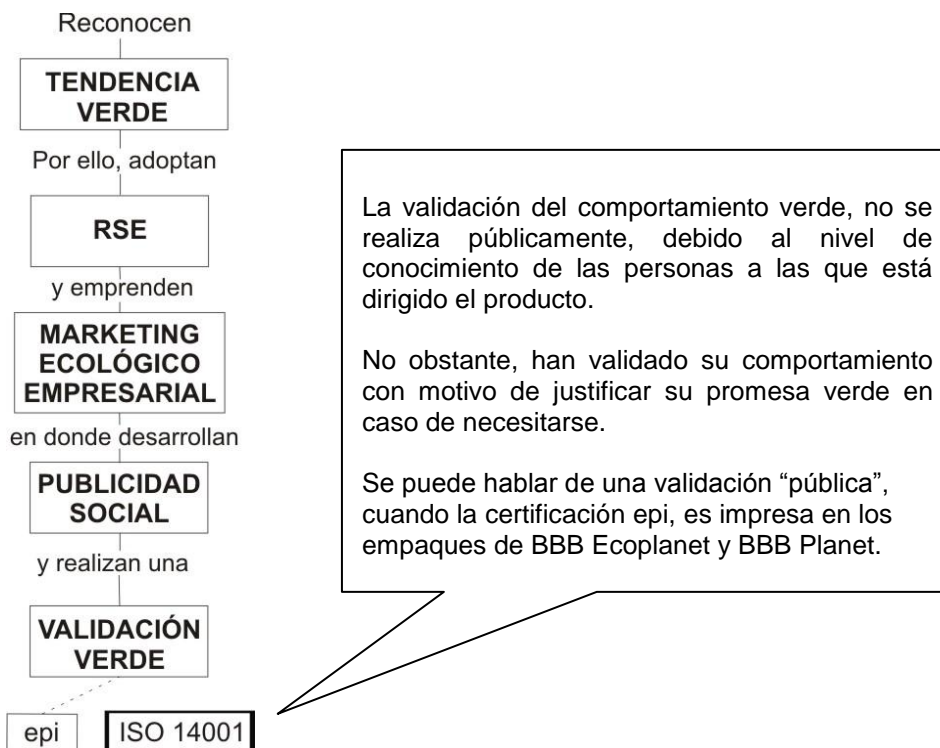 Reconocen
TENDENCIA
VERDE
Por ello, adoptan
RSE
y emprenden
MARKETING
ECOLÓGICO
EMPRESARIAL
en donde desarrollan
PUBLICIDAD
SOCIAL
y realizan una
VALIDACIÓN
VERDE
epi
ISO 14001
La validación del comportamiento verde, no se
realiza públicamente, debido al nivel de
conocimiento de las personas a las que está
dirigido el producto.
No obstante, han validado su comportamiento
con motivo de justificar su promesa verde en
caso de necesitarse.
Se puede hablar de una validación “pública”,
cuando la certificación epi, es impresa en los
empaques de BBB Ecoplanet y BBB Planet.